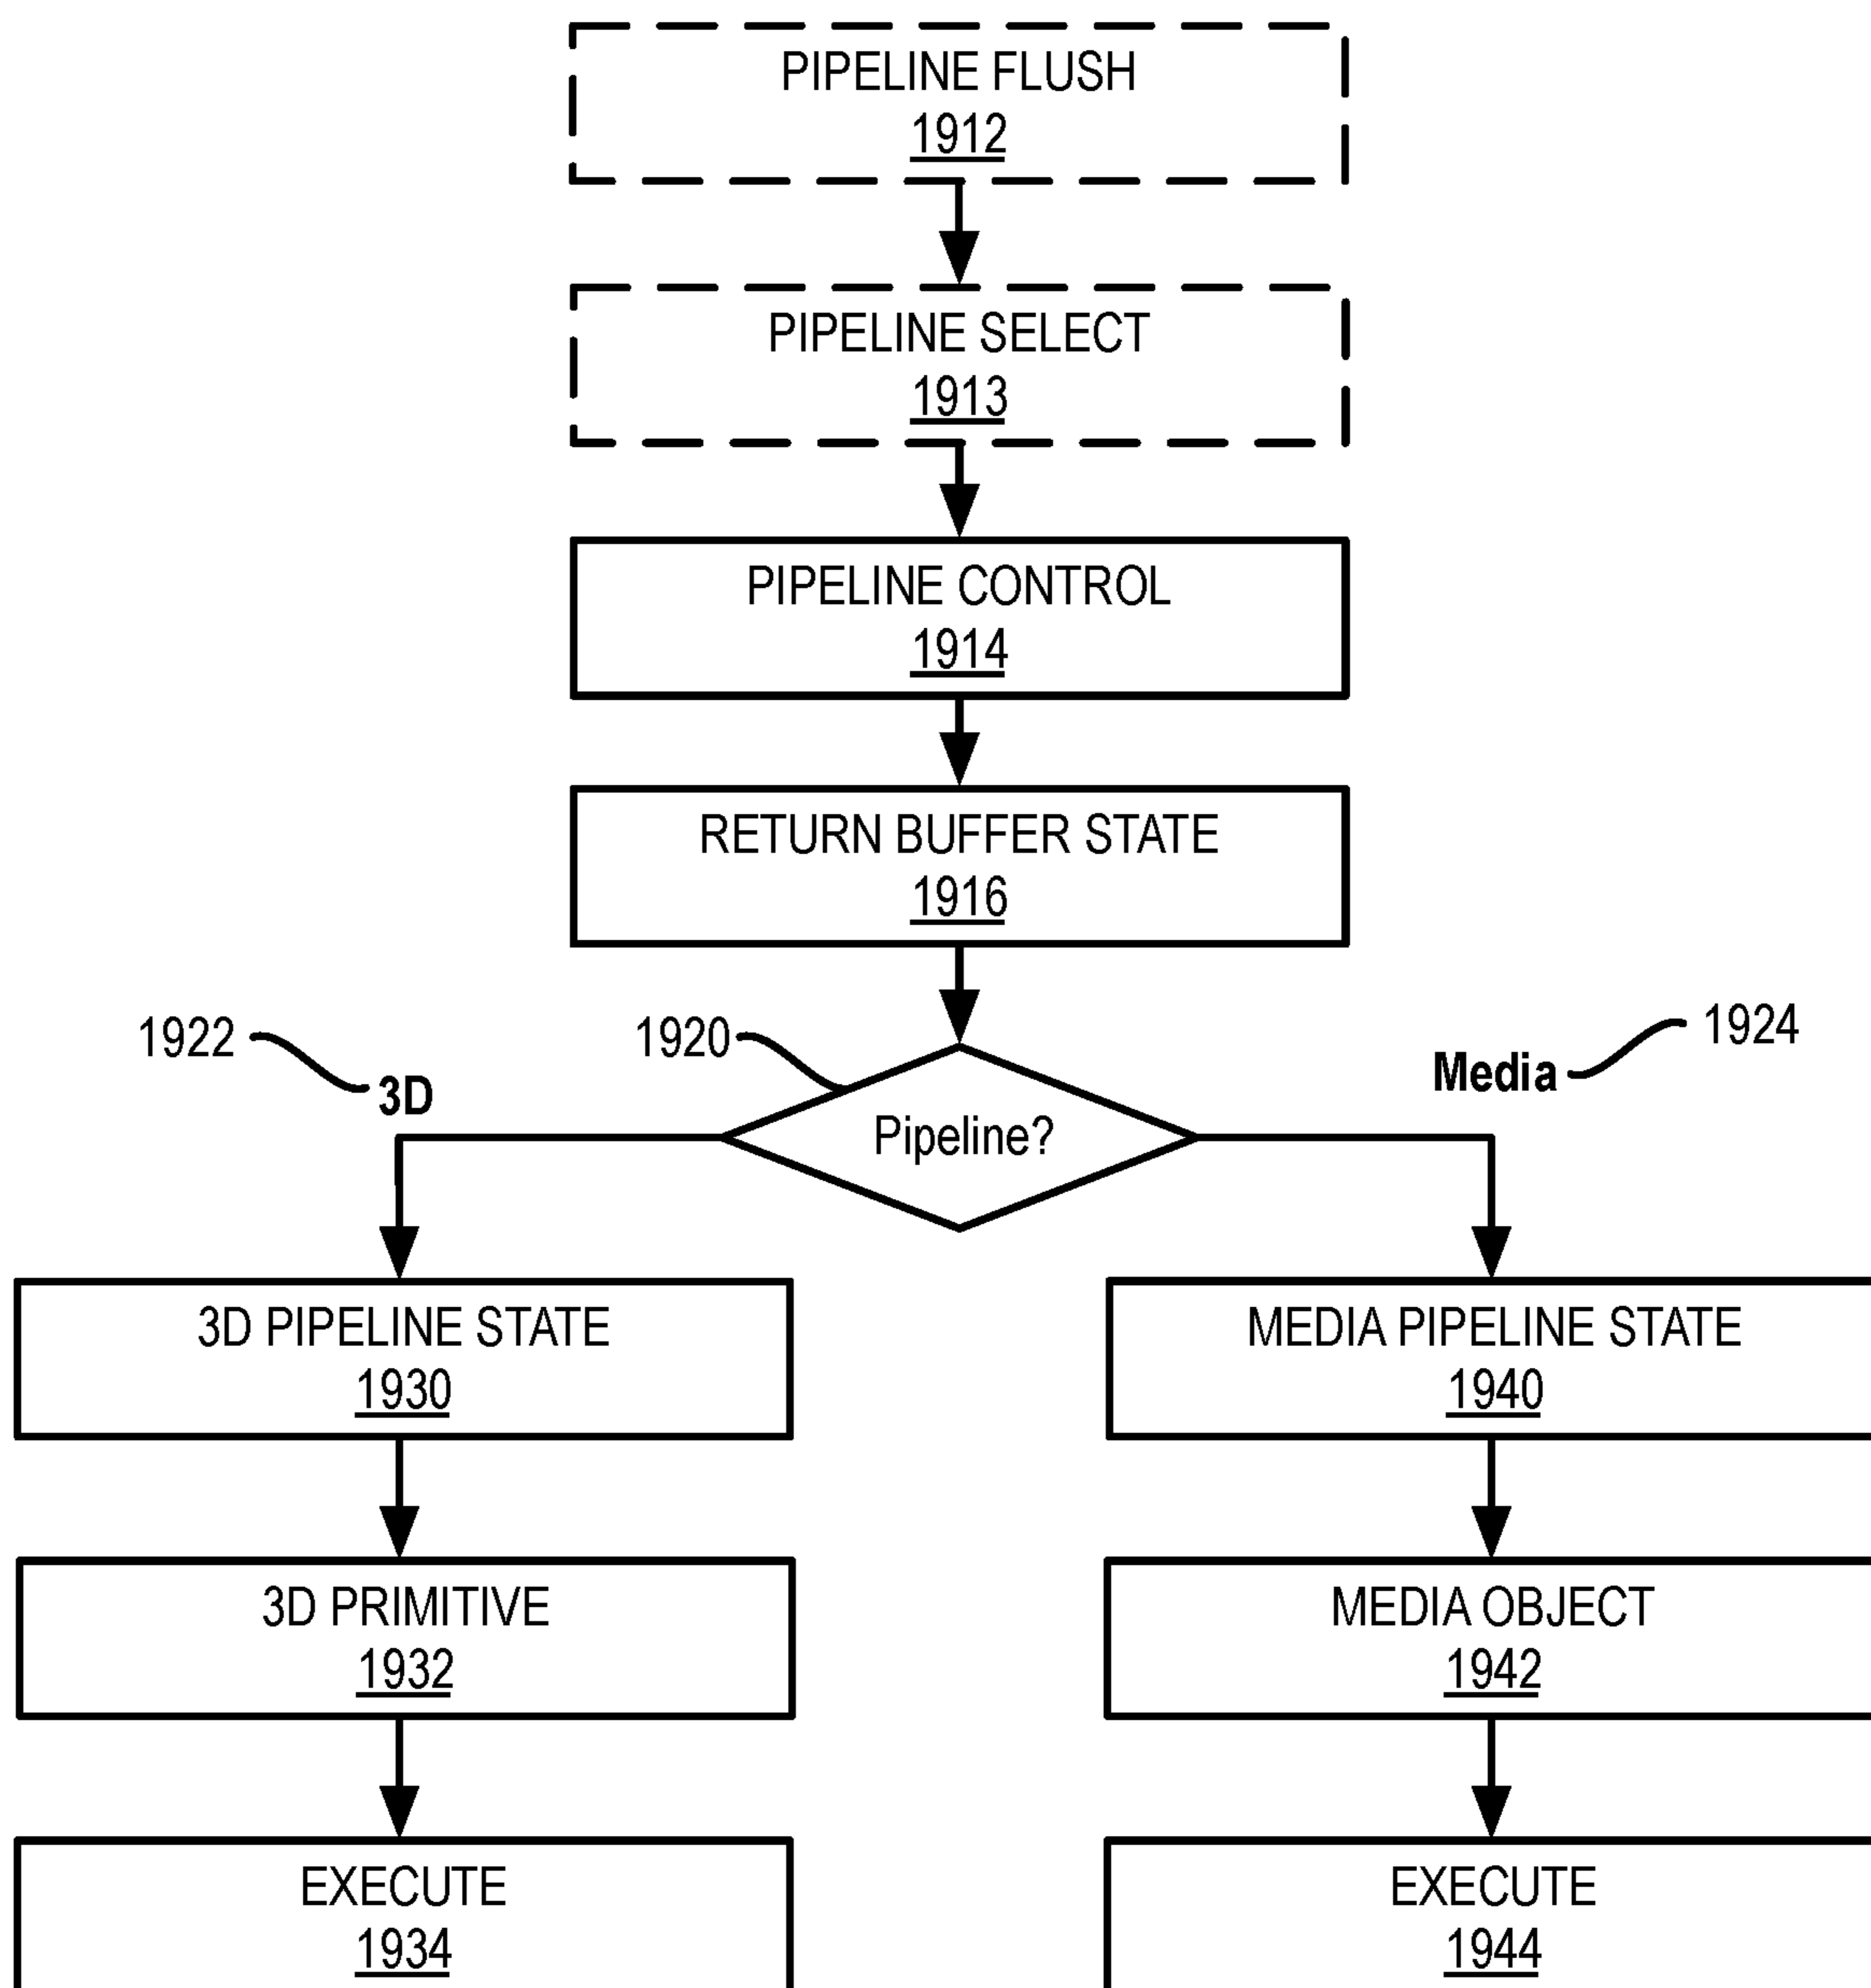 PIPELINE FLUSH
1912
PIPELINE SELECT
1913
PIPELINE CONTROL
1914
RETURN BUFFER STATE
1916
1922
3D
1920
Pipeline?
Media
1924
3D PIPELINE STATE
1930
MEDIA PIPELINE STATE
1940
3D PRIMITIVE
1932
MEDIA OBJECT
1942
EXECUTE
1934
EXECUTE
1944